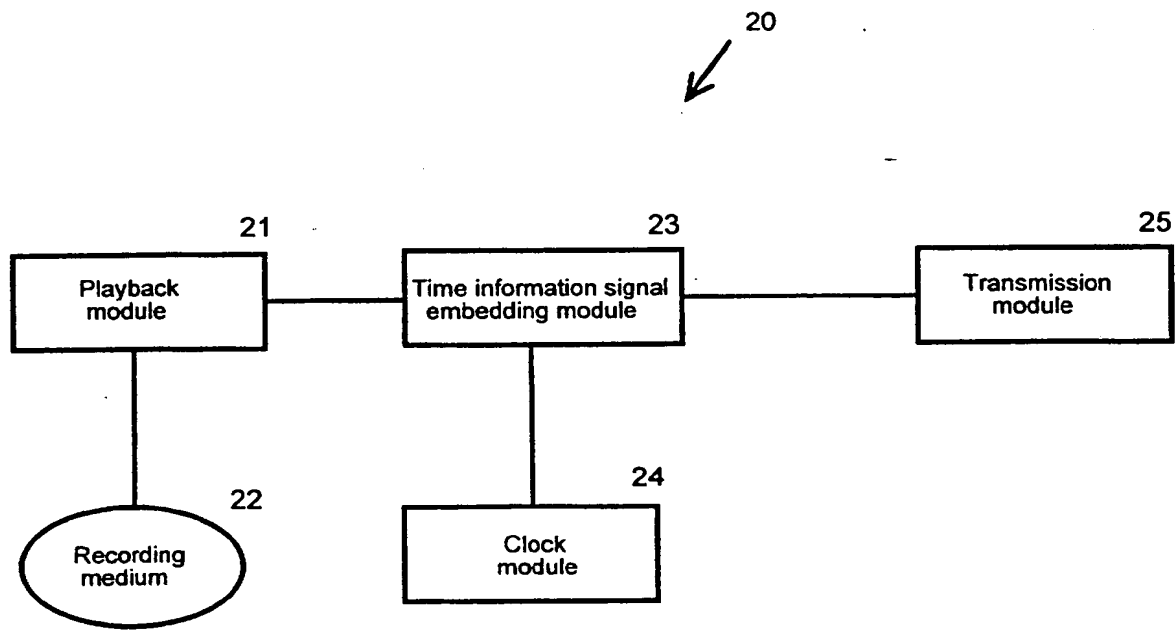 20
21
23
25
Playback
module
Time information signal
embedding module
Transmission
module
22
24
Recording
medium
Clock
module